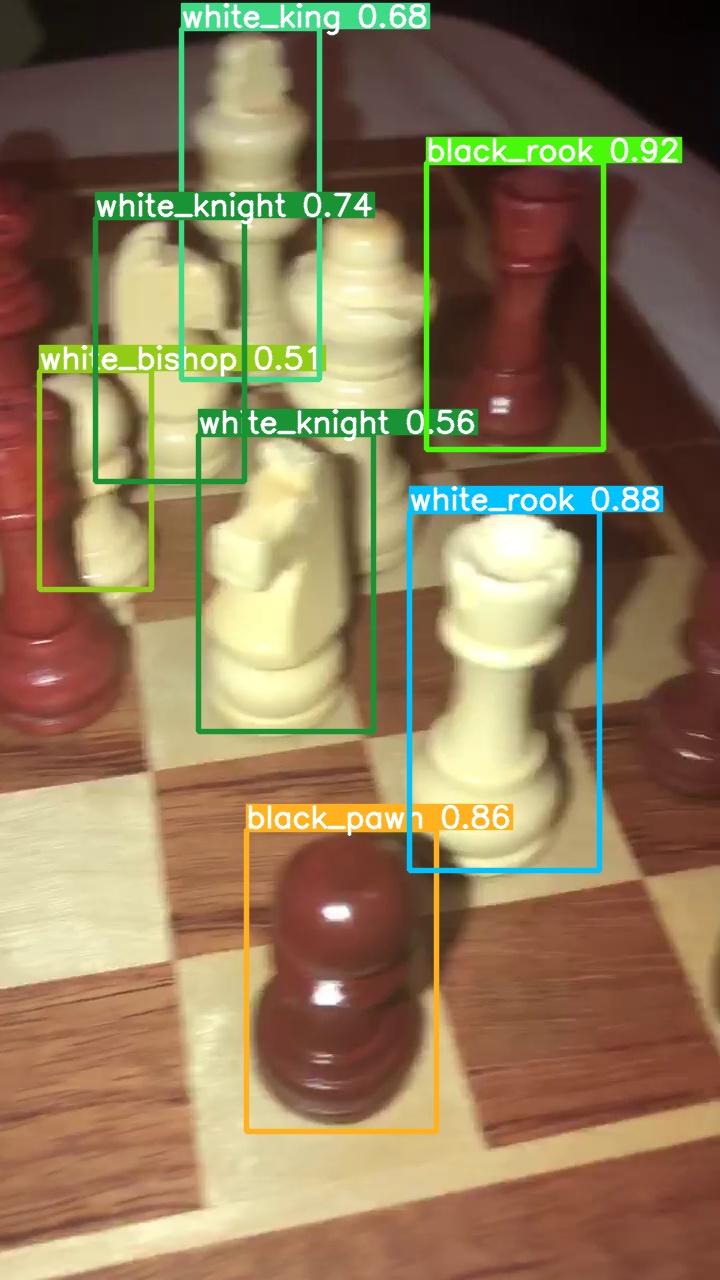 white_king 0.68
black_rook 0.92
white_knight 0.74
white_bishop 0.51
white_knight 0.56
white_rook 0.88
black_pawn 0.86